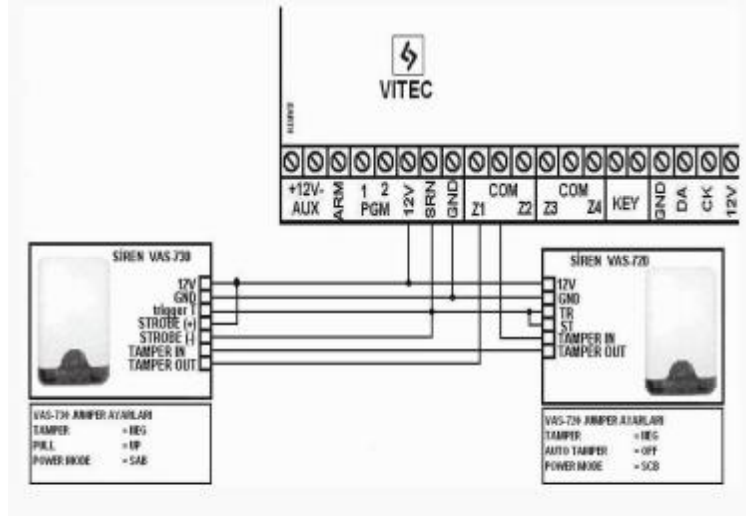 VITEC
+12V- ARM 1 2 12V SRN GND COM COM KEY GND DA CK 12V
AUX PGM Z1 Z2 Z3 Z4
SİREN VAS-730
12V
GND
trigger 1
STROBE (+)
STROBE (-)
TAMPER IN
TAMPER OUT
VAS-730 JUMPER AYARLARI
TAMPER = NEG
PULL = UP
POWER MODE = SAB
SİREN VAS-720
12V
GND
TR
ST
TAMPER IN
TAMPER OUT
VAS-720 JUMPER AYARLARI
TAMPER = NEG
AUTO TAMPER = OFF
POWER MODE = SCB